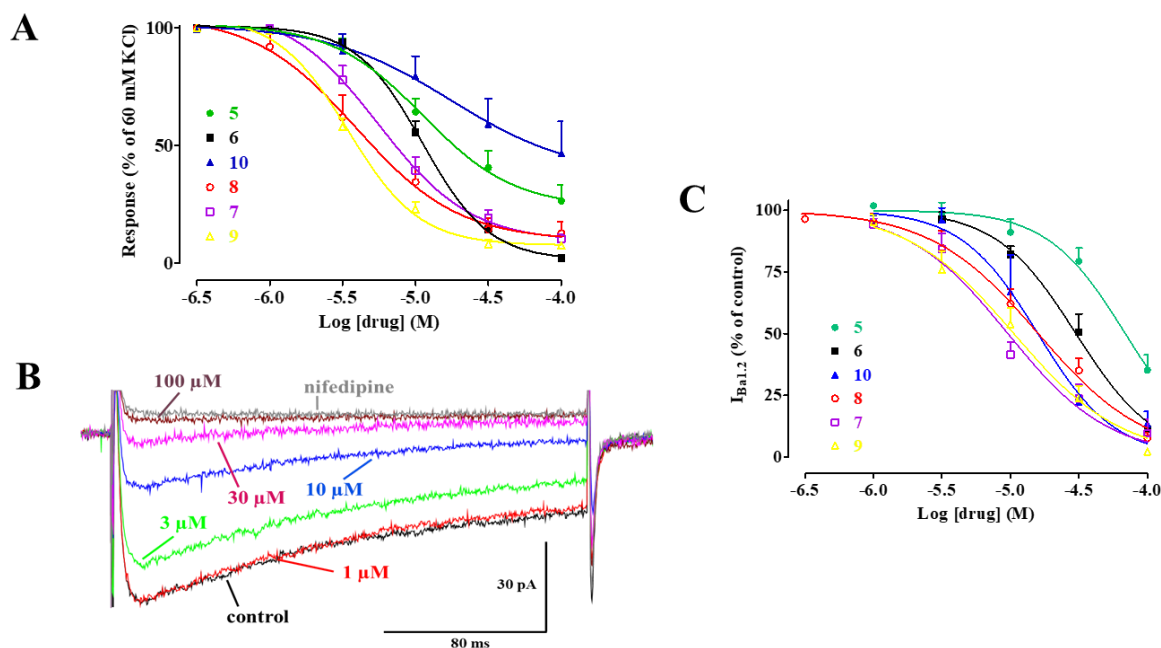 A
Response (% of 60 mM KCl)
100
50
0
5
6
10
8
7
9
-6.5 -6.0 -5.5 -5.0 -4.5 -4.0
Log [drug] (M)
B
100 µM
nifedipine
30 µM
10 µM
3 µM
1 µM
control
30 pA
80 ms
C
I_Ba1.2 (% of control)
100
75
50
25
0
5
6
10
8
7
9
-6.5 -6.0 -5.5 -5.0 -4.5 -4.0
Log [drug] (M)